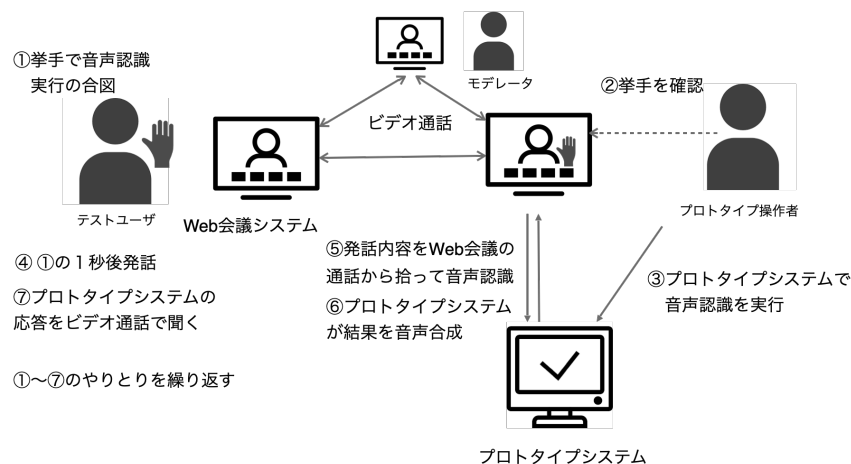 ①挙手で音声認識
実行の合図
モデレータ
②挙手を確認
ビデオ通話
テストユーザ
Web会議システム
プロトタイプ操作者
④ ①の１秒後発話
⑦プロトタイプシステムの
応答をビデオ通話で聞く
①〜⑦のやりとりを繰り返す
⑤発話内容をWeb会議の
通話から拾って音声認識
⑥プロトタイプシステム
が結果を音声合成
③プロトタイプシステムで
音声認識を実行
プロトタイプシステム